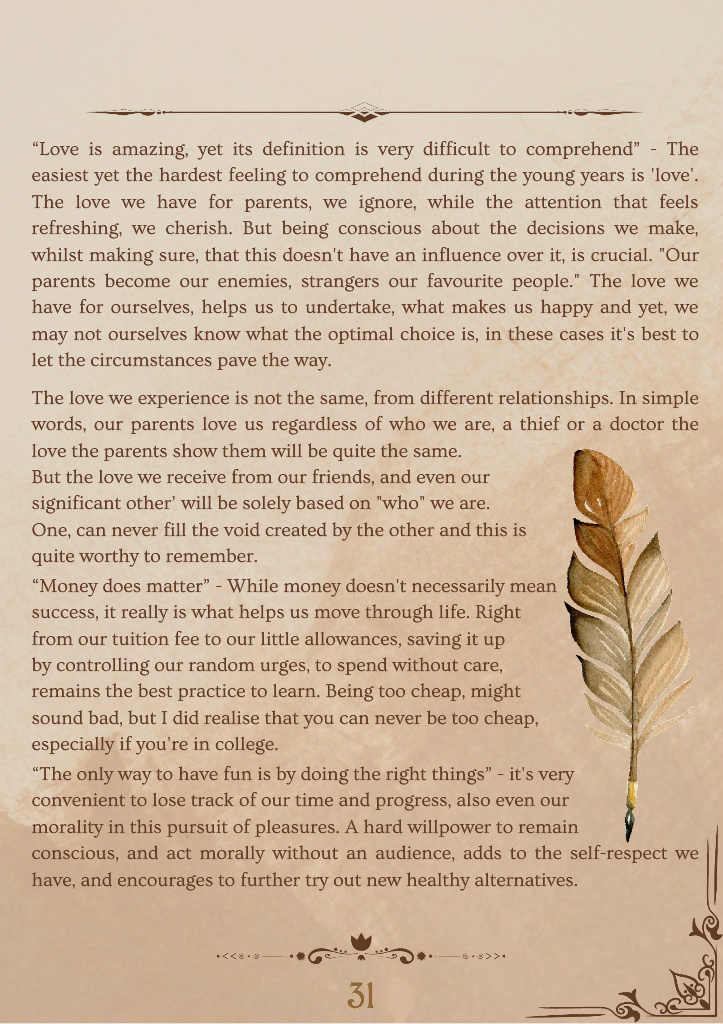 “Love is amazing, yet its definition is very difficult to comprehend” - The
easiest yet the hardest feeling to comprehend during the young years is 'love'.
The love we have for parents, we ignore, while the attention that feels
refreshing, we cherish. But being conscious about the decisions we make,
whilst making sure, that this doesn't have an influence over it, is crucial. "Our
parents become our enemies, strangers our favourite people." The love we
have for ourselves, helps us to undertake, what makes us happy and yet, we
may not ourselves know what the optimal choice is, in these cases it's best to
let the circumstances pave the way.
The love we experience is not the same, from different relationships. In simple
words, our parents love us regardless of who we are, a thief or a doctor the
love the parents show them will be quite the same.
But the love we receive from our friends, and even our
significant other’ will be solely based on "who" we are.
One, can never fill the void created by the other and this is
quite worthy to remember.
“Money does matter” - While money doesn't necessarily mean
success, it really is what helps us move through life. Right
from our tuition fee to our little allowances, saving it up
by controlling our random urges, to spend without care,
remains the best practice to learn. Being too cheap, might
sound bad, but I did realise that you can never be too cheap,
especially if you're in college.
“The only way to have fun is by doing the right things” - it's very
convenient to lose track of our time and progress, also even our
morality in this pursuit of pleasures. A hard willpower to remain
conscious, and act morally without an audience, adds to the self-respect we
have, and encourages to further try out new healthy alternatives.
31